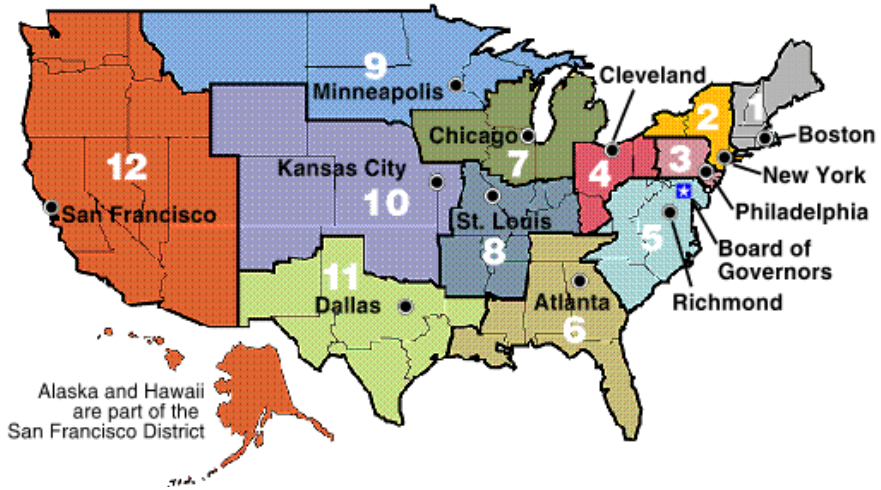 Cleveland
9
Minneapolis
2
1
Chicago
Boston
7
3
12
Kansas City
4
New York
10
San Francisco
St. Louis
Philadelphia
5
8
Board of
Governors
11
Dallas
Atlanta
Richmond
6
Alaska and Hawaii
are part of the
San Francisco District